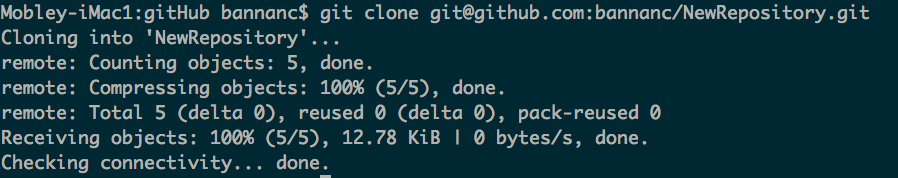 Mobley-iMac1:gitHub bannanc$ git clone git@github.com:bannanc/NewRepository.git
Cloning into 'NewRepository'...
remote: Counting objects: 5, done.
remote: Compressing objects: 100% (5/5), done.
remote: Total 5 (delta 0), reused 0 (delta 0), pack-reused 0
Receiving objects: 100% (5/5), 12.78 KiB | 0 bytes/s, done.
Checking connectivity... done.